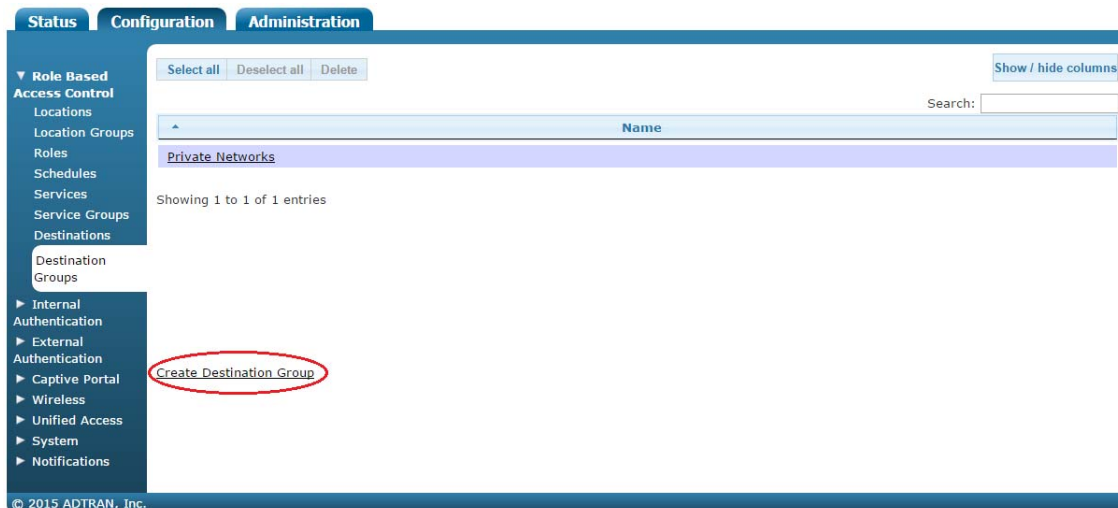 Status Configuration Administration
Role Based
Access Control
Locations
Location Groups
Roles
Schedules
Services
Service Groups
Destinations
Destination
Groups
Internal
Authentication
External
Authentication
Captive Portal
Wireless
Unified Access
System
Notifications
Select all Deselect all Delete
Show / hide columns
Search:
Name
Private Networks
Showing 1 to 1 of 1 entries
Create Destination Group
© 2015 ADTRAN, Inc.